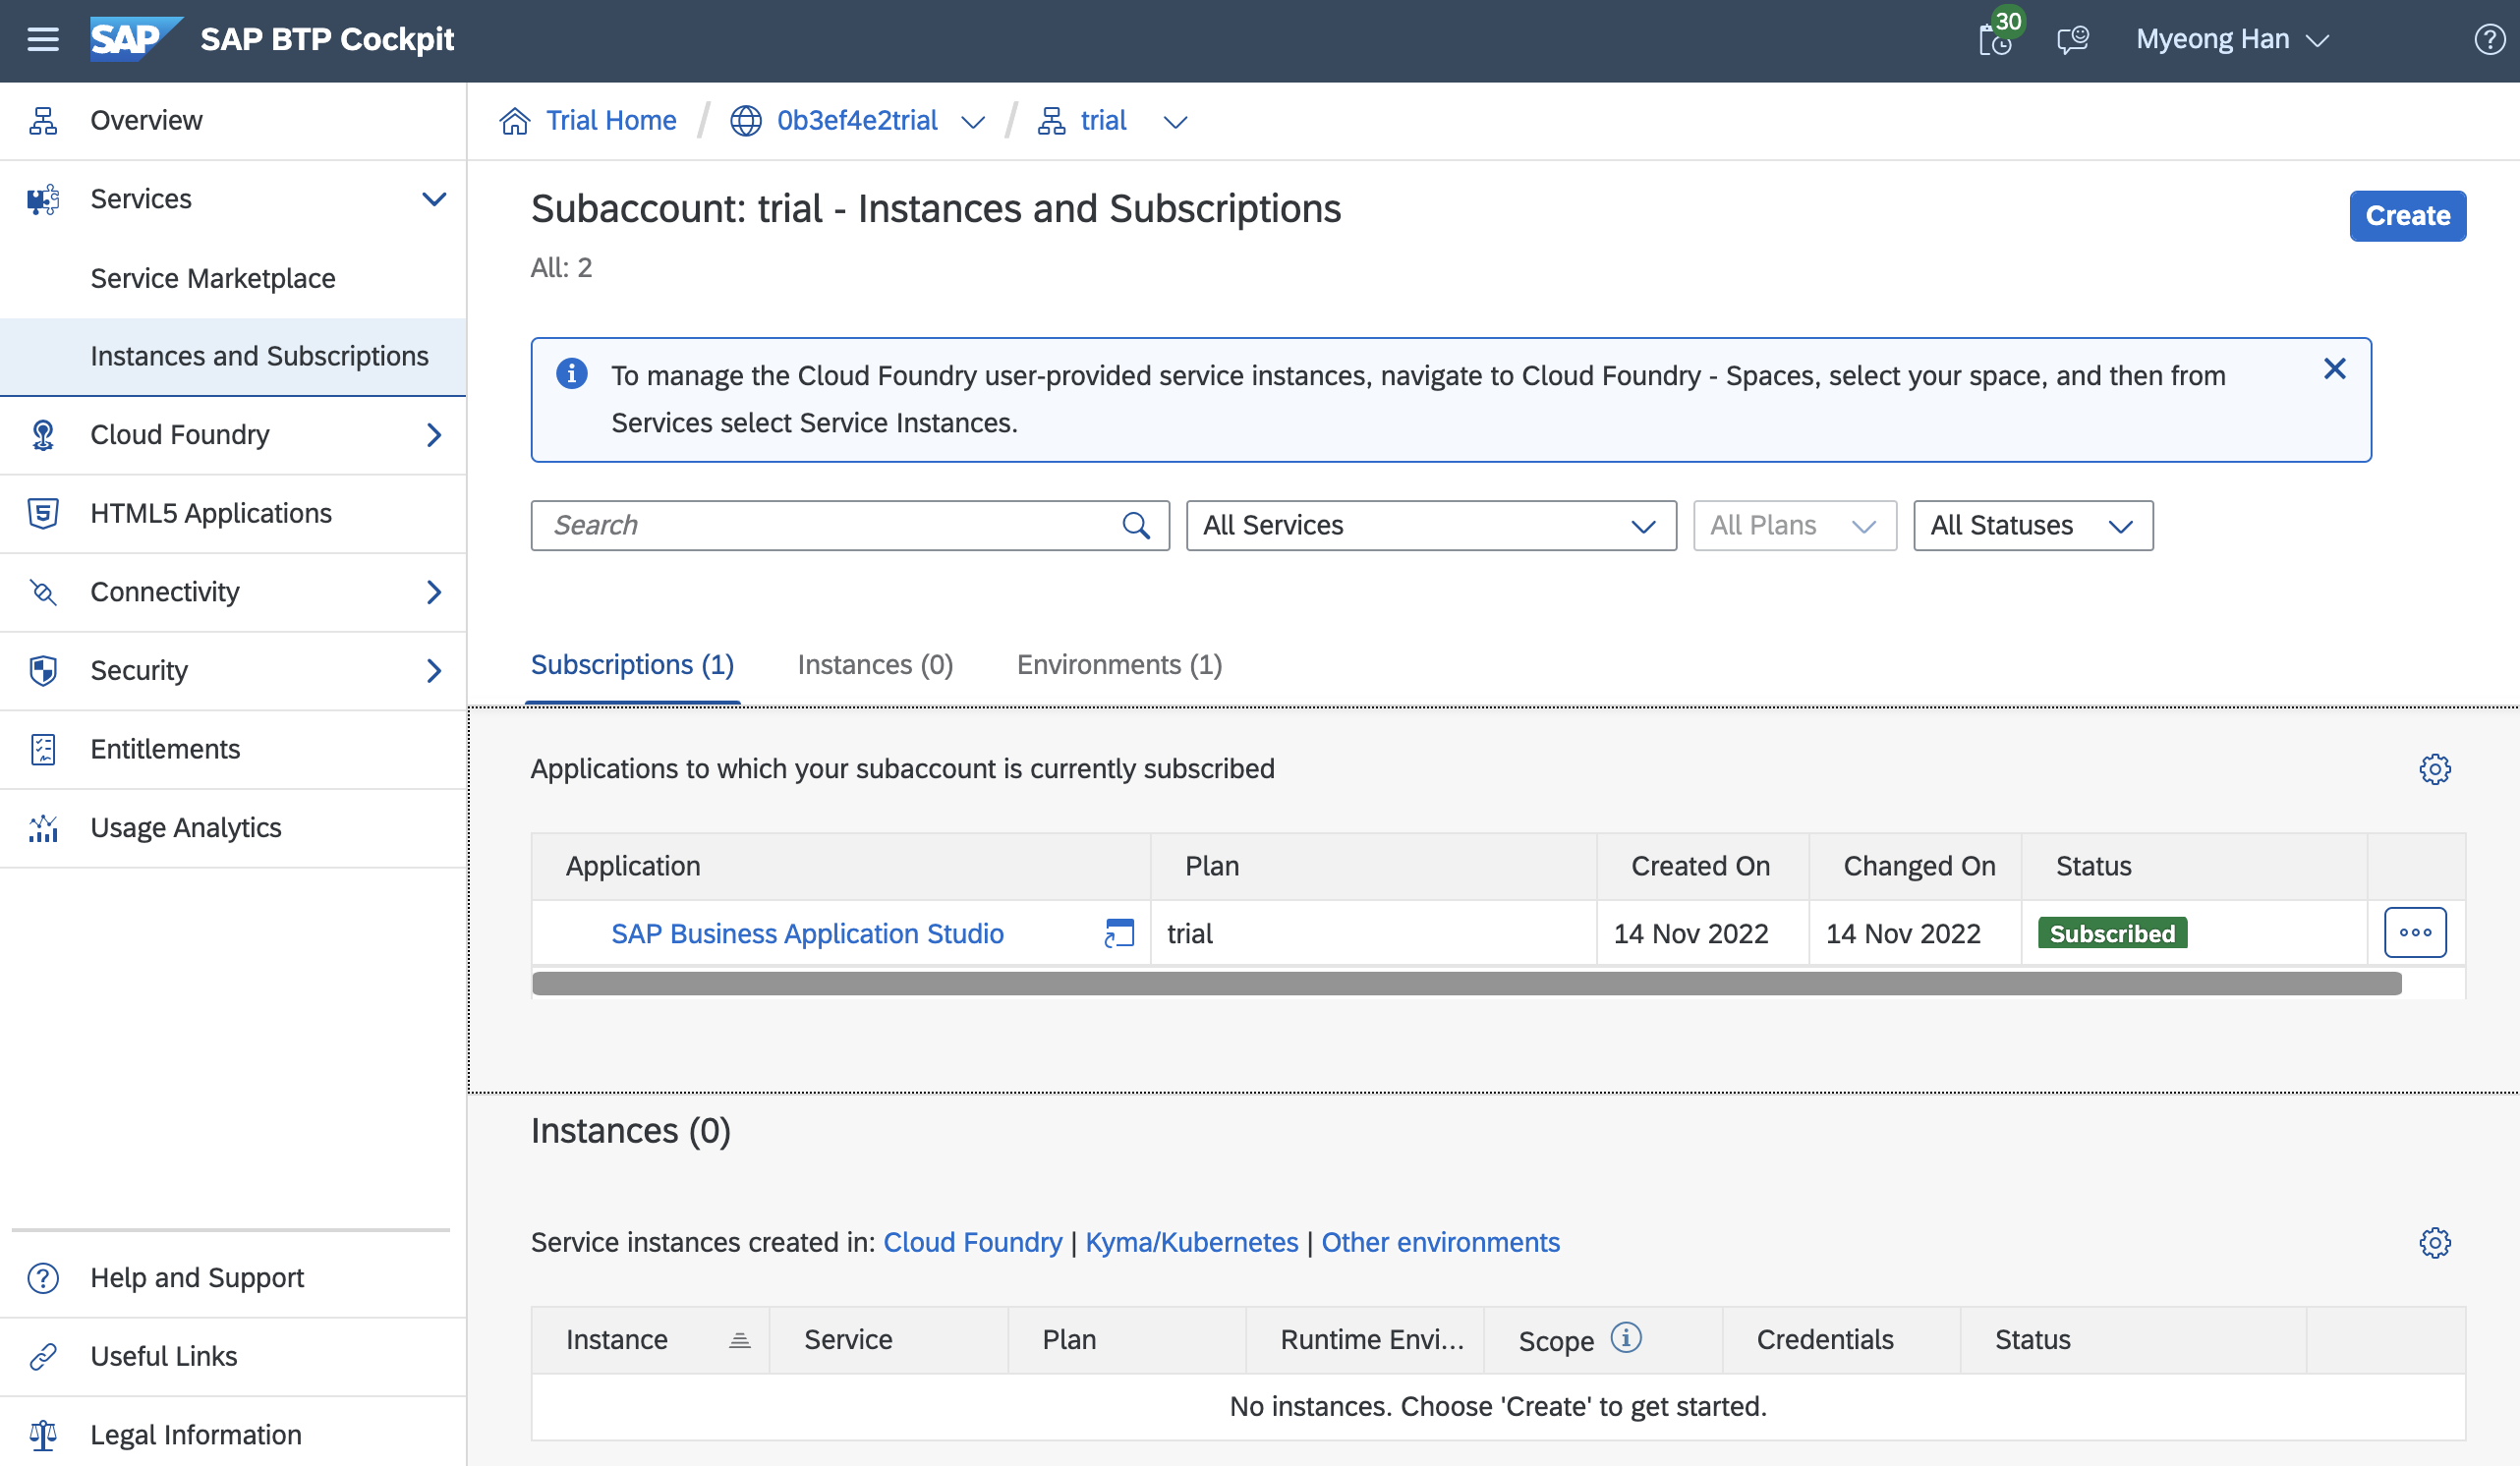 SAP SAP BTP Cockpit
30
Myeong Han
Overview
Services
Service Marketplace
Instances and Subscriptions
Cloud Foundry
HTML5 Applications
Connectivity
Security
Entitlements
Usage Analytics
Help and Support
Useful Links
Legal Information
Trial Home / 0b3ef4e2trial / trial
Subaccount: trial - Instances and Subscriptions
Create
All: 2
To manage the Cloud Foundry user-provided service instances, navigate to Cloud Foundry - Spaces, select your space, and then from
Services select Service Instances.
Search All Services All Plans All Statuses
Subscriptions (1) Instances (0) Environments (1)
Applications to which your subaccount is currently subscribed
Application Plan Created On Changed On Status
SAP Business Application Studio trial 14 Nov 2022 14 Nov 2022 Subscribed
Instances (0)
Service instances created in: Cloud Foundry | Kyma/Kubernetes | Other environments
Instance Service Plan Runtime Envi... Scope Credentials Status
No instances. Choose 'Create' to get started.